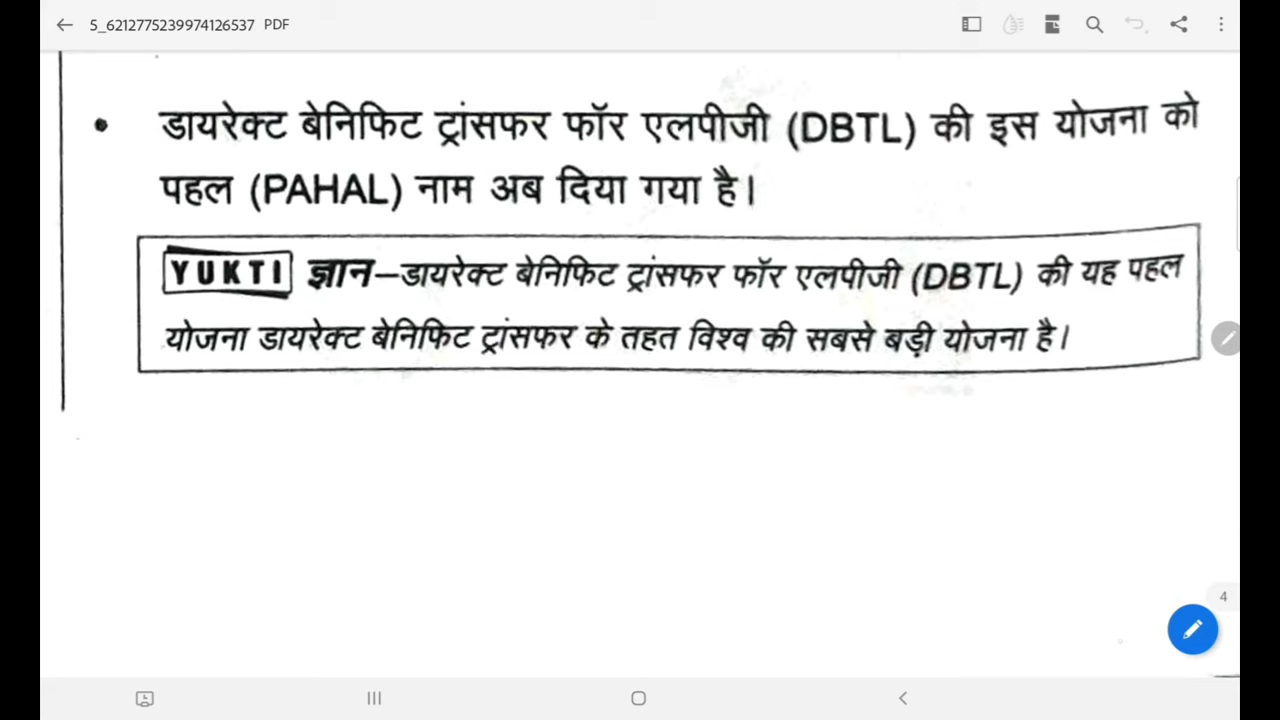 5_6212775239974126537 PDF
• डायरेक्ट बेनिफिट ट्रांसफर फॉर एलपीजी (DBTL) की इस योजना को
पहल (PAHAL) नाम अब दिया गया है।
YUKTI ज्ञान–डायरेक्ट बेनिफिट ट्रांसफर फॉर एलपीजी (DBTL) की यह पहल
योजना डायरेक्ट बेनिफिट ट्रांसफर के तहत विश्व की सबसे बड़ी योजना है।
4